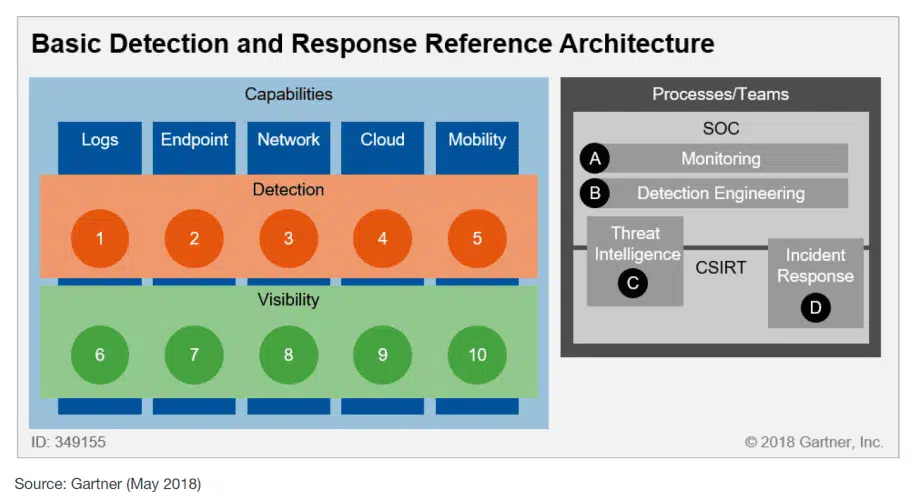 Basic Detection and Response Reference Architecture
Capabilities
Logs
Endpoint
Network
Cloud
Mobility
Detection
1
2
3
4
5
Visibility
6
7
8
9
10
Processes/Teams
SOC
A
Monitoring
B
Detection Engineering
Threat
Intelligence
C
CSIRT
Incident
Response
D
ID: 349155
© 2018 Gartner, Inc.
Source: Gartner (May 2018)